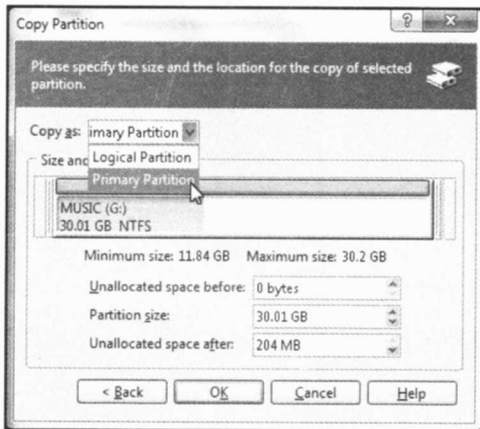 Copy Partition
Please specify the size and the location for the copy of selected
partition.
Copy as: imary Partition
Logical Partition
Size and
Primary Partition
MUSIC (G:)
30.01 GB NTFS
Minimum size: 11.84 GB Maximum size: 30.2 GB
Unallocated space before: 0 bytes
Partition size: 30.01 GB
Unallocated space after: 204 MB
< Back OK Cancel Help